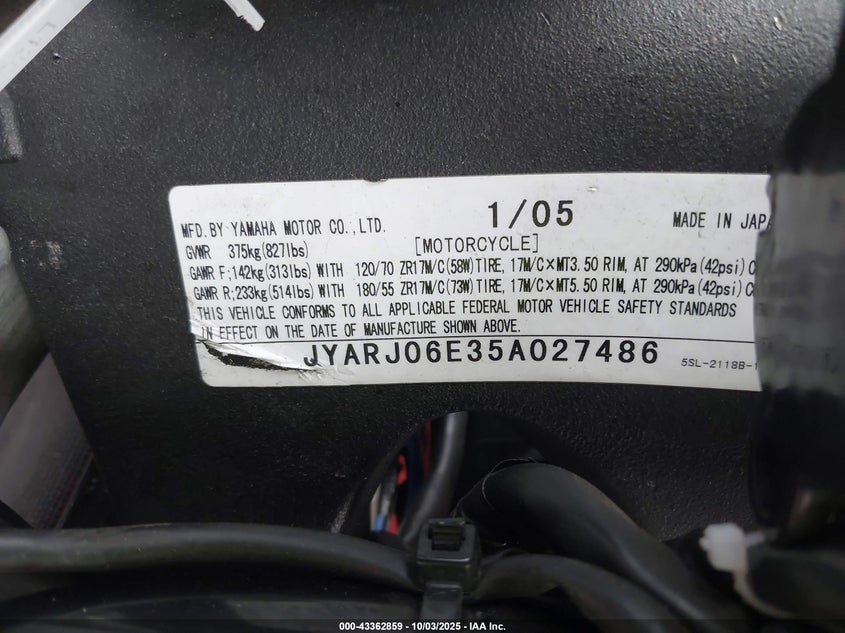 1/05
MFD. BY YAMAHA MOTOR CO.,LTD. MADE IN
GVWR 375kg(827lbs) [MOTORCYCLE]
GAWR F;142kg(313lbs) WITH 120/70 ZR17M/C(58W)TIRE, 17M/C×MT3.50 RIM, AT 290kPa(42psi)
GAWR R;233kg(514lbs) WITH 180/55 ZR17M/C(73W)TIRE, 17M/C×MT5.50 RIM, AT 290kPa(42psi)
THIS VEHICLE CONFORMS TO ALL APPLICABLE FEDERAL MOTOR VEHICLE SAFETY STANDARDS
IN EFFECT ON THE DATE OF MANUFACTURE SHOWN ABOVE.
JYARJ06E35A027486 5SL-2118B-
000-43362859 - 10/03/2025 - IAA Inc.